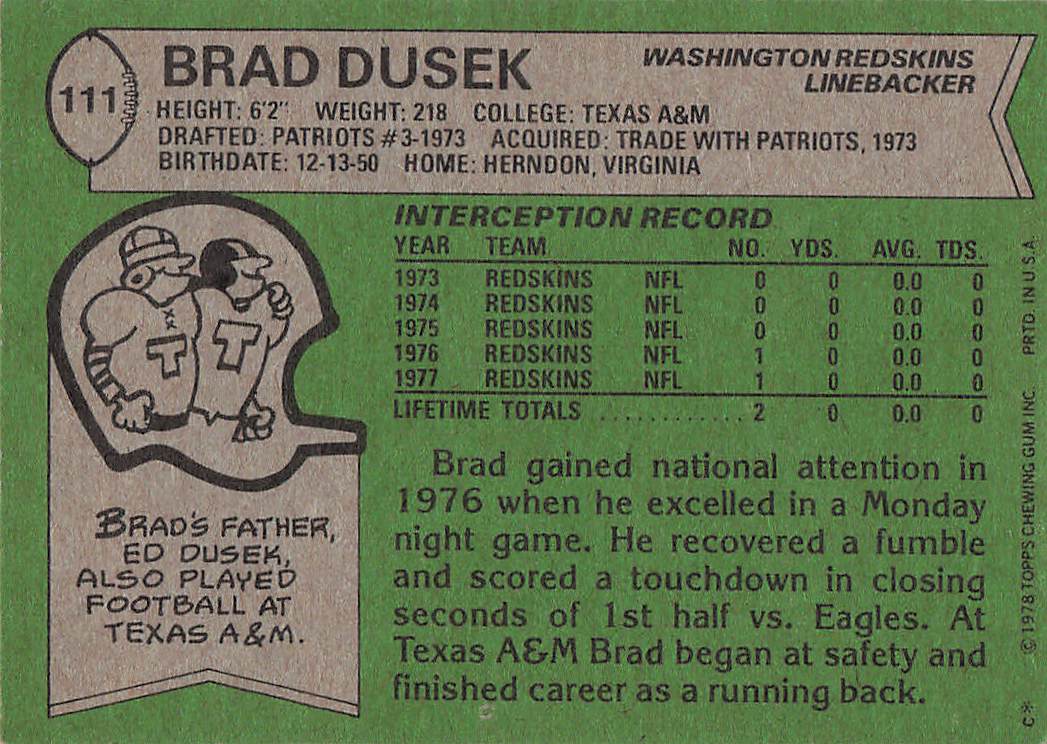 111
BRAD DUSEK
WASHINGTON REDSKINS
LINEBACKER
HEIGHT: 6'2" WEIGHT: 218 COLLEGE: TEXAS A&M
DRAFTED: PATRIOTS #3-1973 ACQUIRED: TRADE WITH PATRIOTS, 1973
BIRTHDATE: 12-13-50 HOME: HERNDON, VIRGINIA
INTERCEPTION RECORD
YEAR TEAM NO. YDS. AVG. TDS.
1973 REDSKINS NFL 0 0 0.0 0
1974 REDSKINS NFL 0 0 0.0 0
1975 REDSKINS NFL 0 0 0.0 0
1976 REDSKINS NFL 1 0 0.0 0
1977 REDSKINS NFL 1 0 0.0 0
LIFETIME TOTALS ............ 2 0 0.0 0
T T
BRAD'S FATHER,
ED DUSEK,
ALSO PLAYED
FOOTBALL AT
TEXAS A&M.
Brad gained national attention in
1976 when he excelled in a Monday
night game. He recovered a fumble
and scored a touchdown in closing
seconds of 1st half vs. Eagles. At
Texas A&M Brad began at safety and
finished career as a running back.
C* © 1978 TOPPS CHEWING GUM INC. PRTD. IN U.S.A.